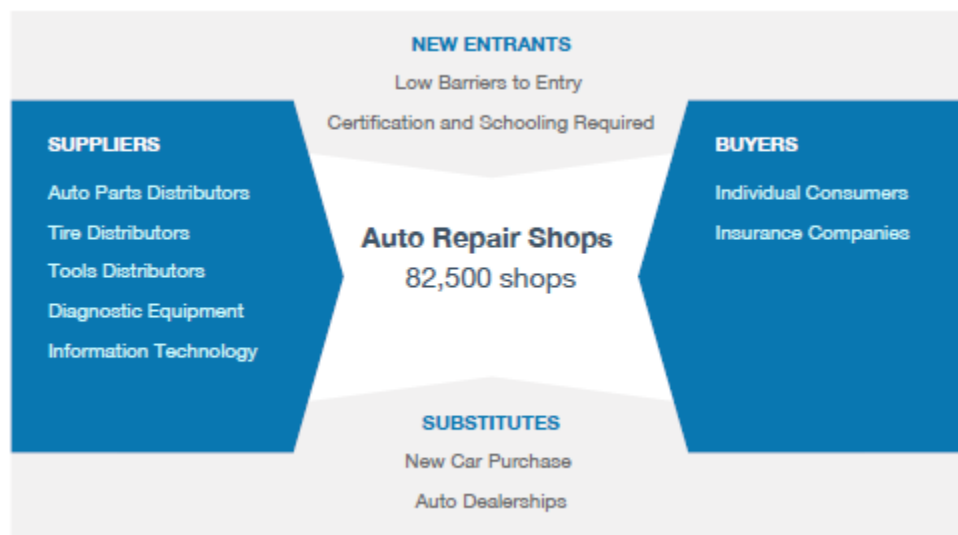 NEW ENTRANTS
Low Barriers to Entry
Certification and Schooling Required
SUPPLIERS
Auto Parts Distributors
Tire Distributors
Tools Distributors
Diagnostic Equipment
Information Technology
Auto Repair Shops
82,500 shops
BUYERS
Individual Consumers
Insurance Companies
SUBSTITUTES
New Car Purchase
Auto Dealerships